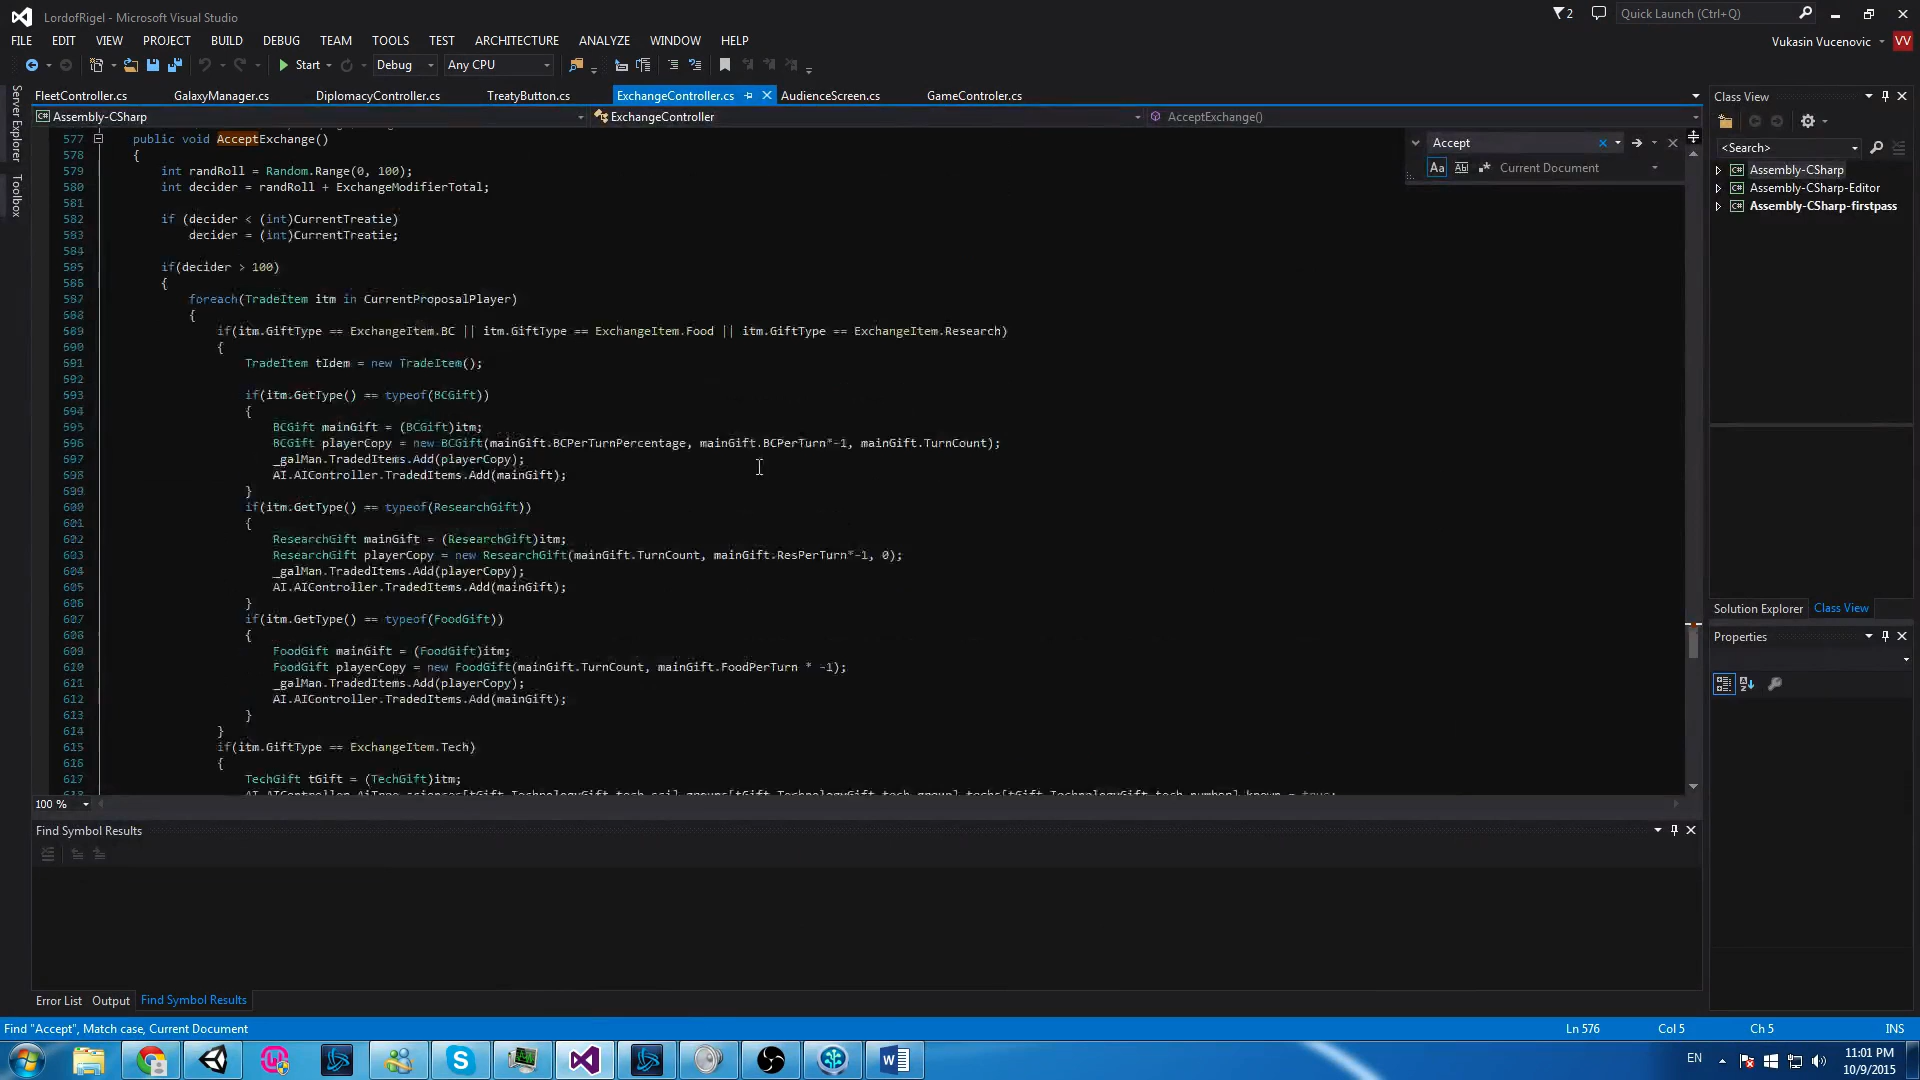 LordofRigel - Microsoft Visual Studio
2
Quick Launch (Ctrl+Q)
FILE EDIT VIEW PROJECT BUILD DEBUG TEAM TOOLS TEST ARCHITECTURE ANALYZE WINDOW HELP
Vukasin Vucenovic VV
Start Debug Any CPU
Server Explorer
Toolbox
FleetController.cs GalaxyManager.cs DiplomacyController.cs TreatyButton.cs ExchangeController.cs AudienceScreen.cs GameControler.cs
Assembly-CSharp ExchangeController AcceptExchange()
577 public void AcceptExchange()
578 {
579 int randRoll = Random.Range(0, 100);
580 int decider = randRoll + ExchangeModifierTotal;
581
582 if (decider < (int)CurrentTreatie)
583 decider = (int)CurrentTreatie;
584
585 if(decider > 100)
586 {
587 foreach(TradeItem itm in CurrentProposalPlayer)
588 {
589 if(itm.GiftType == ExchangeItem.BC || itm.GiftType == ExchangeItem.Food || itm.GiftType == ExchangeItem.Research)
590 {
591 TradeItem tIdem = new TradeItem();
592
593 if(itm.GetType() == typeof(BCGift))
594 {
595 BCGift mainGift = (BCGift)itm;
596 BCGift playerCopy = new BCGift(mainGift.BCPerTurnPercentage, mainGift.BCPerTurn*-1, mainGift.TurnCount);
597 _galMan.TradedItems.Add(playerCopy);
598 AI.AIController.TradedItems.Add(mainGift);
599 }
600 if(itm.GetType() == typeof(ResearchGift))
601 {
602 ResearchGift mainGift = (ResearchGift)itm;
603 ResearchGift playerCopy = new ResearchGift(mainGift.TurnCount, mainGift.ResPerTurn*-1, 0);
604 _galMan.TradedItems.Add(playerCopy);
605 AI.AIController.TradedItems.Add(mainGift);
606 }
607 if(itm.GetType() == typeof(FoodGift))
608 {
609 FoodGift mainGift = (FoodGift)itm;
610 FoodGift playerCopy = new FoodGift(mainGift.TurnCount, mainGift.FoodPerTurn * -1);
611 _galMan.TradedItems.Add(playerCopy);
612 AI.AIController.TradedItems.Add(mainGift);
613 }
614 }
615 if(itm.GiftType == ExchangeItem.Tech)
616 {
617 TechGift tGift = (TechGift)itm;
Accept
Aa Current Document
100 %
Find Symbol Results
Error List Output Find Symbol Results
Class View
<Search>
Assembly-CSharp
Assembly-CSharp-Editor
Assembly-CSharp-firstpass
Solution Explorer Class View
Properties
Find "Accept", Match case, Current Document Ln 576 Col 5 Ch 5 INS
EN
11:01 PM
10/9/2015